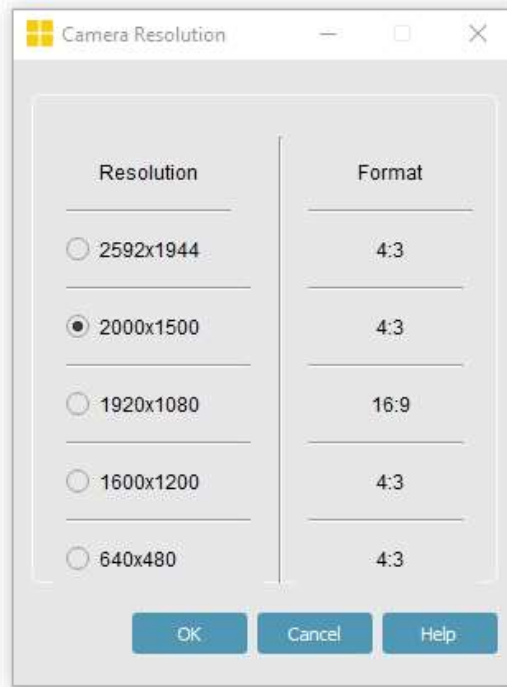 Camera Resolution
Resolution Format
2592x1944 4:3
2000x1500 4:3
1920x1080 16:9
1600x1200 4:3
640x480 4:3
OK Cancel Help